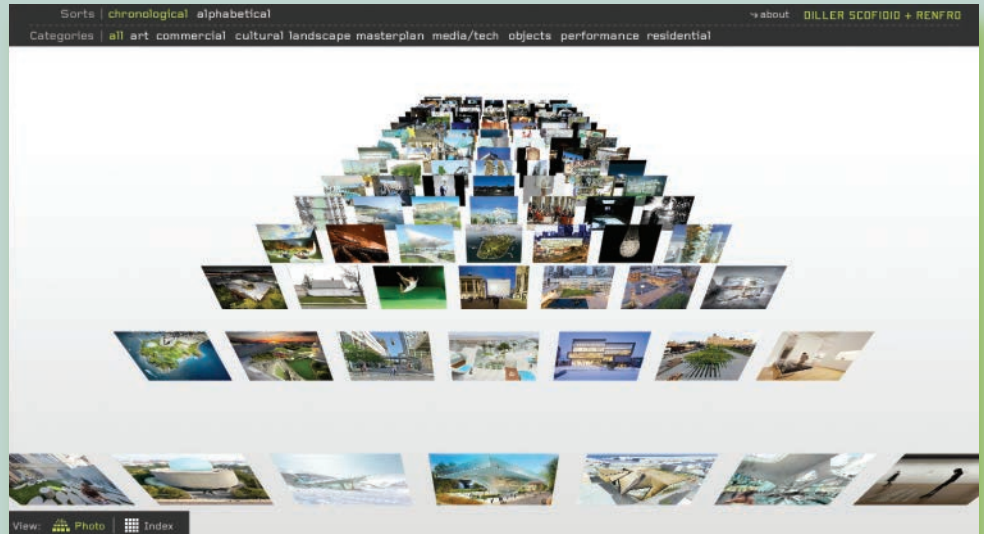 Sorts | chronological alphabetical
about DILLER SCOFIDIO + RENFRO
Categories | all art commercial cultural landscape masterplan media/tech objects performance residential
View: Photo | Index